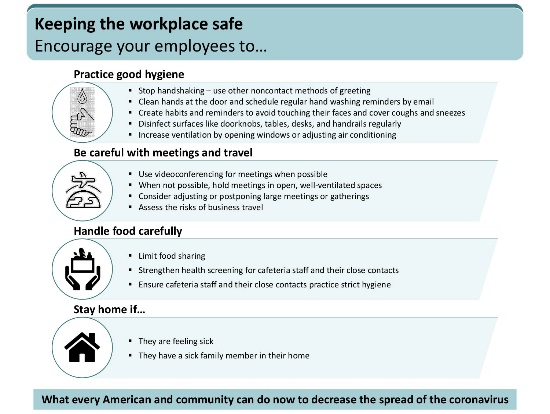 Keeping the workplace safe
Encourage your employees to…
Practice good hygiene
▪ Stop handshaking – use other noncontact methods of greeting
▪ Clean hands at the door and schedule regular hand washing reminders by email
▪ Create habits and reminders to avoid touching their faces and cover coughs and sneezes
▪ Disinfect surfaces like doorknobs, tables, desks, and handrails regularly
▪ Increase ventilation by opening windows or adjusting air conditioning
Be careful with meetings and travel
▪ Use videoconferencing for meetings when possible
▪ When not possible, hold meetings in open, well-ventilated spaces
▪ Consider adjusting or postponing large meetings or gatherings
▪ Assess the risks of business travel
Handle food carefully
▪ Limit food sharing
▪ Strengthen health screening for cafeteria staff and their close contacts
▪ Ensure cafeteria staff and their close contacts practice strict hygiene
Stay home if…
▪ They are feeling sick
▪ They have a sick family member in their home
What every American and community can do now to decrease the spread of the coronavirus